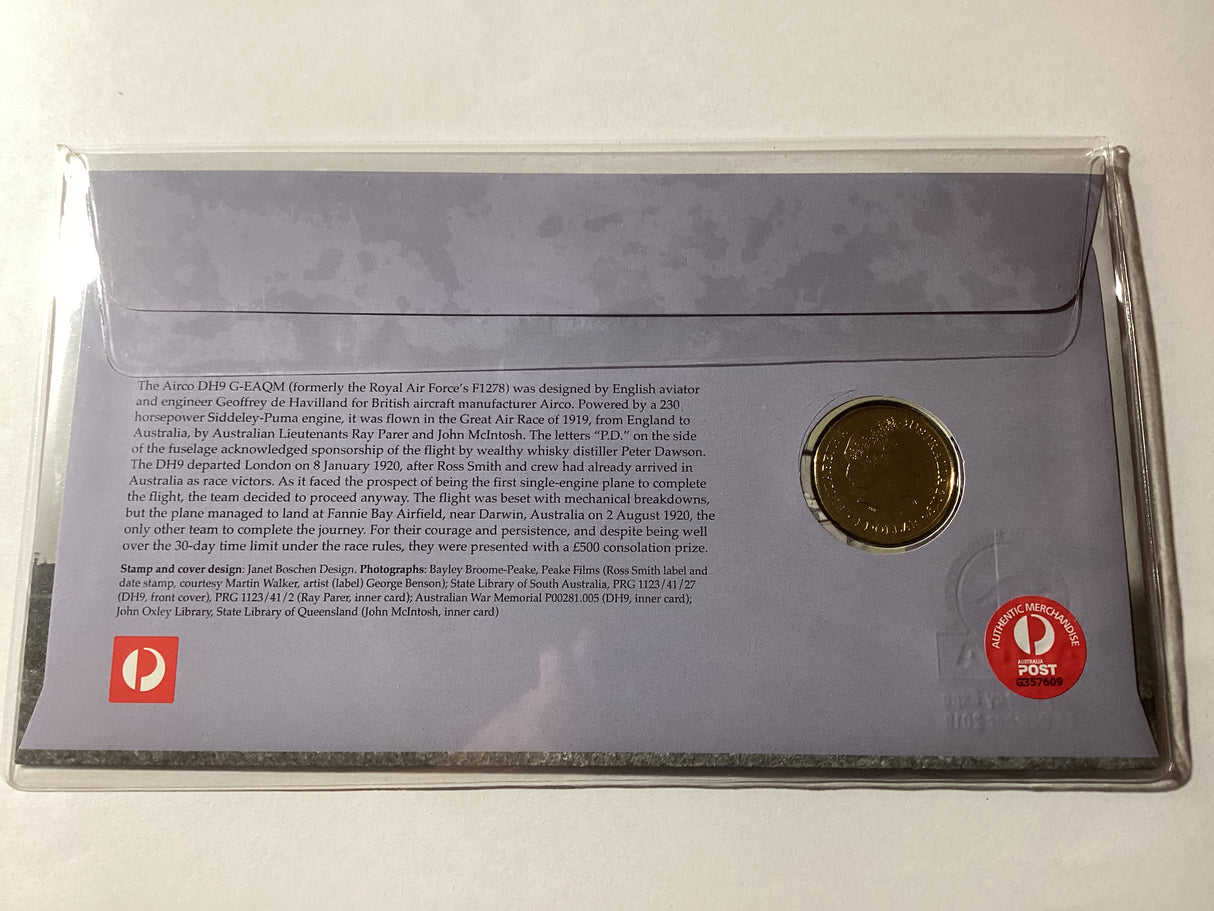 The Airco DH9 G-EAQM (formerly the Royal Air Force's F1278) was designed by English aviator
and engineer Geoffrey de Havilland for British aircraft manufacturer Airco. Powered by a 230
horsepower Siddeley-Puma engine, it was flown in the Great Air Race of 1919, from England to
Australia, by Australian Lieutenants Ray Parer and John McIntosh. The letters "P.D." on the side
of the fuselage acknowledged sponsorship of the flight by wealthy whisky distiller Peter Dawson.
The DH9 departed London on 8 January 1920, after Ross Smith and crew had already arrived in
Australia as race victors. As it faced the prospect of being the first single-engine plane to complete
the flight, the team decided to proceed anyway. The flight was beset with mechanical breakdowns,
but the plane managed to land at Fannie Bay Airfield, near Darwin, Australia on 2 August 1920, the
only other team to complete the journey. For their courage and persistence, and despite being well
over the 30-day time limit under the race rules, they were presented with a £500 consolation prize.
Stamp and cover design: Janet Boschen Design. Photographs: Bayley Broome-Peake, Peake Films (Ross Smith label and
date stamp, courtesy Martin Walker, artist (label) George Benson); State Library of South Australia, PRG 1123/41/27
(DH9, front cover), PRG 1123/41/2 (Ray Parer, inner card); Australian War Memorial P00281.005 (DH9, inner card);
John Oxley Library, State Library of Queensland (John McIntosh, inner card)
AUTHENTIC MERCHANDISE
AUSTRALIA
POST
G357609